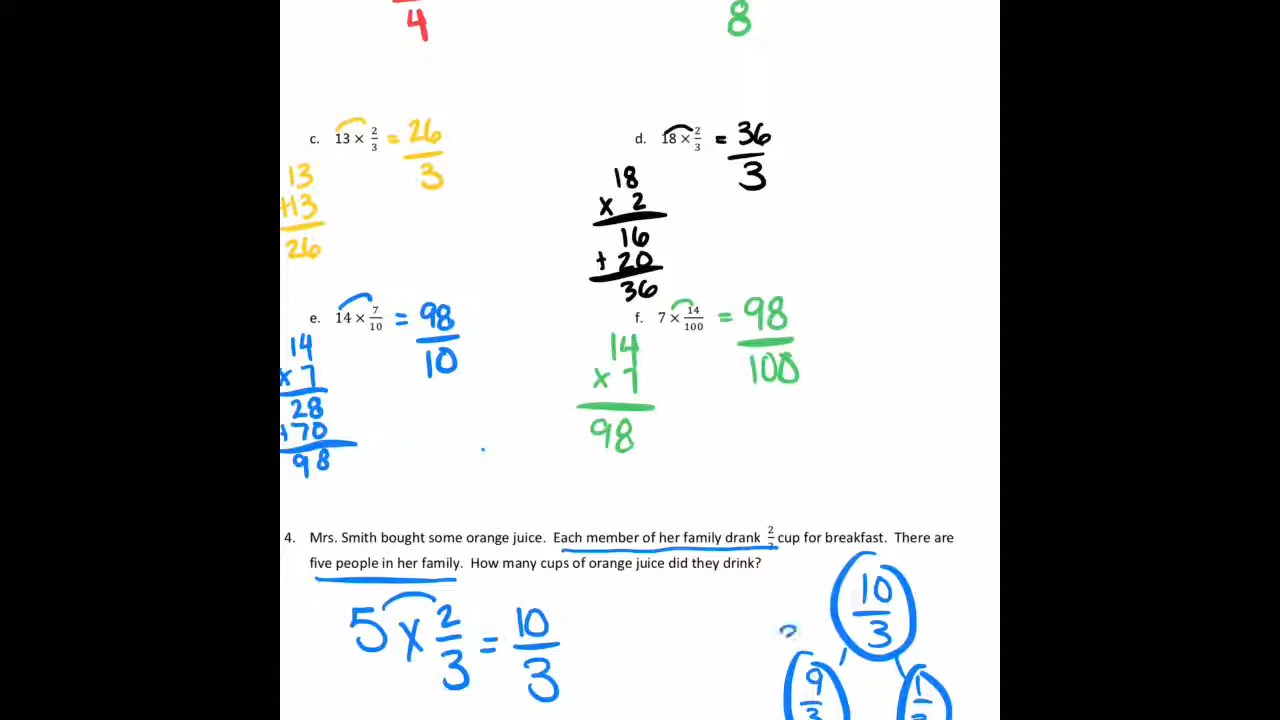 4
8
c. 13 × 2/3 = 26/3
13
+13
26
d. 18 × 2/3 = 36/3
18
x 2
16
+ 20
36
e. 14 × 7/10 = 98/10
14
x 7
28
+70
98
f. 7 × 14/100 = 98/100
14
x 7
98
4. Mrs. Smith bought some orange juice. Each member of her family drank 2/3 cup for breakfast. There are
five people in her family. How many cups of orange juice did they drink?
5 x 2/3 = 10/3
10/3
9/3
1/3